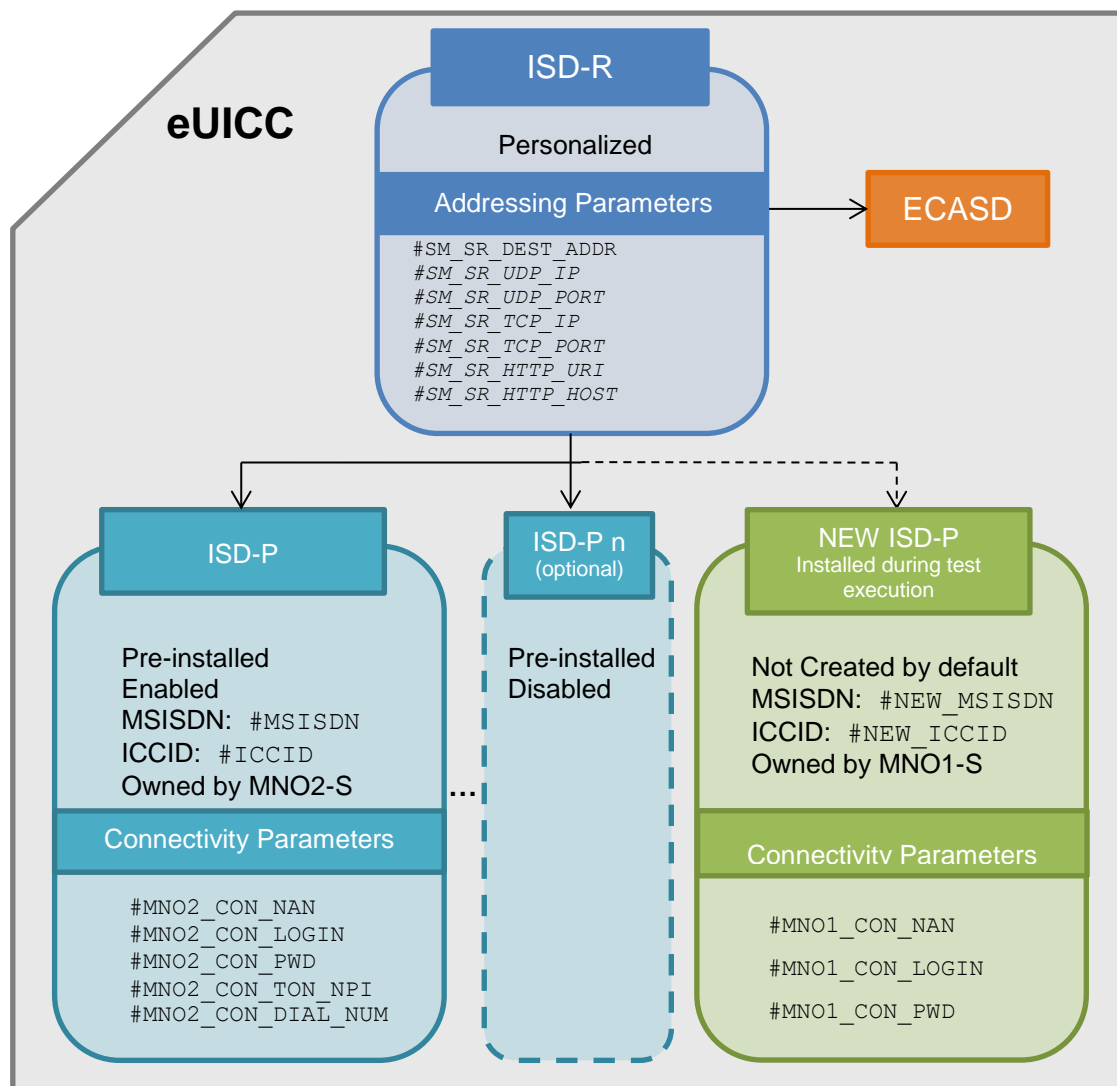 ISD-R
eUICC
Personalized
Addressing Parameters
ECASD
#SM_SR_DEST_ADDR
#SM_SR_UDP_IP
#SM_SR_UDP_PORT
#SM_SR_TCP_IP
#SM_SR_TCP_PORT
#SM_SR_HTTP_URI
#SM_SR_HTTP_HOST
ISD-P
Pre-installed
Enabled
MSISDN: #MSISDN
ICCID: #ICCID
Owned by MNO2-S
Connectivity Parameters
#MNO2_CON_NAN
#MNO2_CON_LOGIN
#MNO2_CON_PWD
#MNO2_CON_TON_NPI
#MNO2_CON_DIAL_NUM
...
ISD-P n
(optional)
Pre-installed
Disabled
NEW ISD-P
Installed during test
execution
Not Created by default
MSISDN: #NEW_MSISDN
ICCID: #NEW_ICCID
Owned by MNO1-S
Connectivity Parameters
#MNO1_CON_NAN
#MNO1_CON_LOGIN
#MNO1_CON_PWD